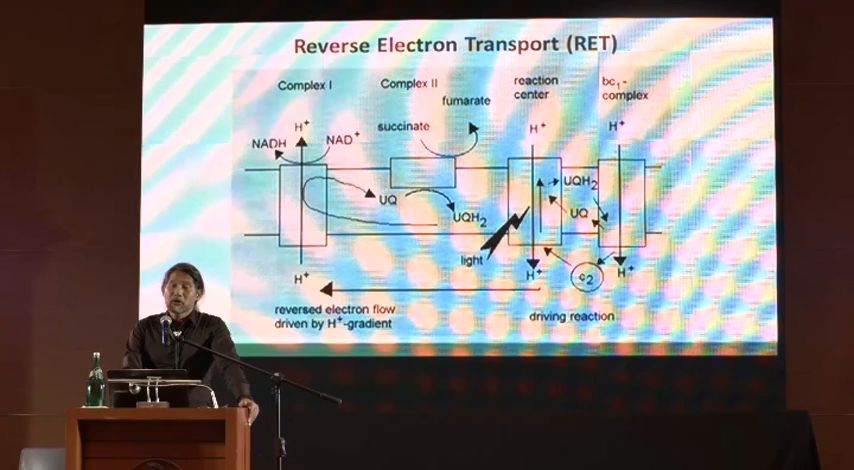 Reverse Electron Transport (RET)
Complex I
Complex II
reaction
center
bc₁-
complex
fumarate
succinate
H⁺
H⁺
H⁺
NADH
NAD⁺
UQ
UQH₂
UQH₂
UQ
light
H⁺
H⁺
H⁺
c₂
reversed electron flow
driven by H⁺-gradient
driving reaction